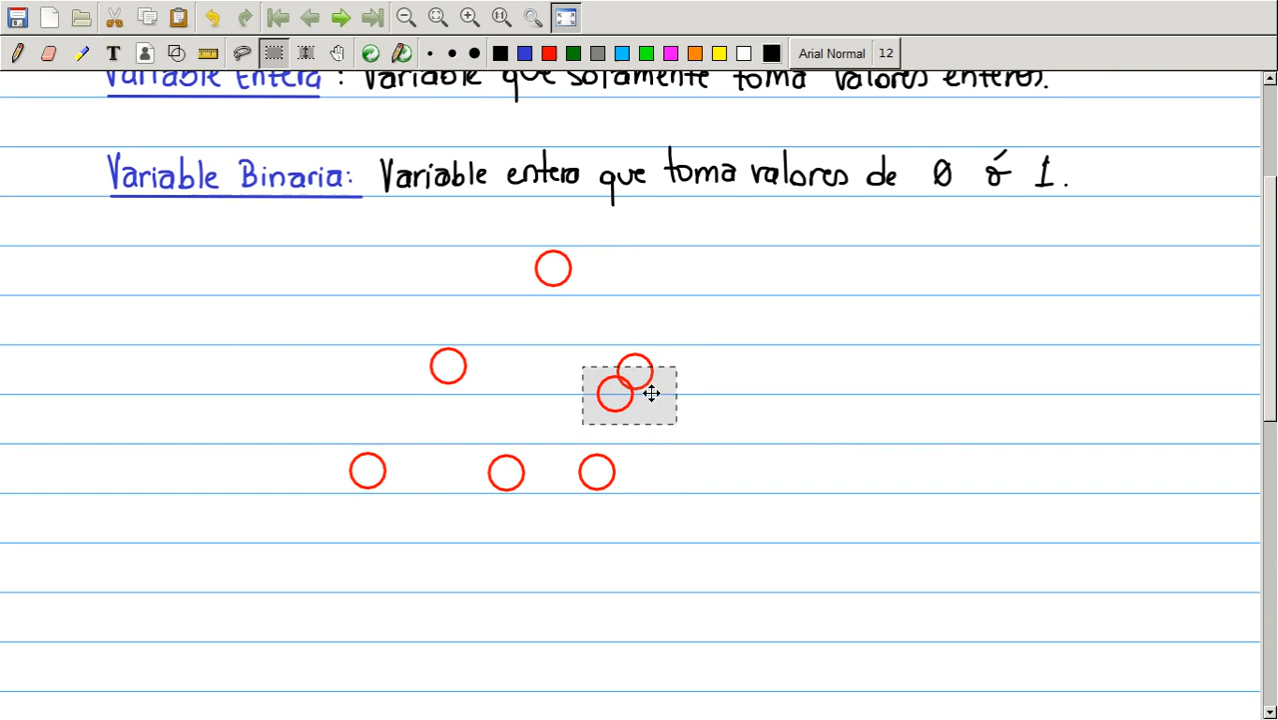 Arial Normal 12
Variable Entera : Variable que solamente toma valores enteros.
Variable Binaria: Variable entera que toma valores de 0 ó 1.